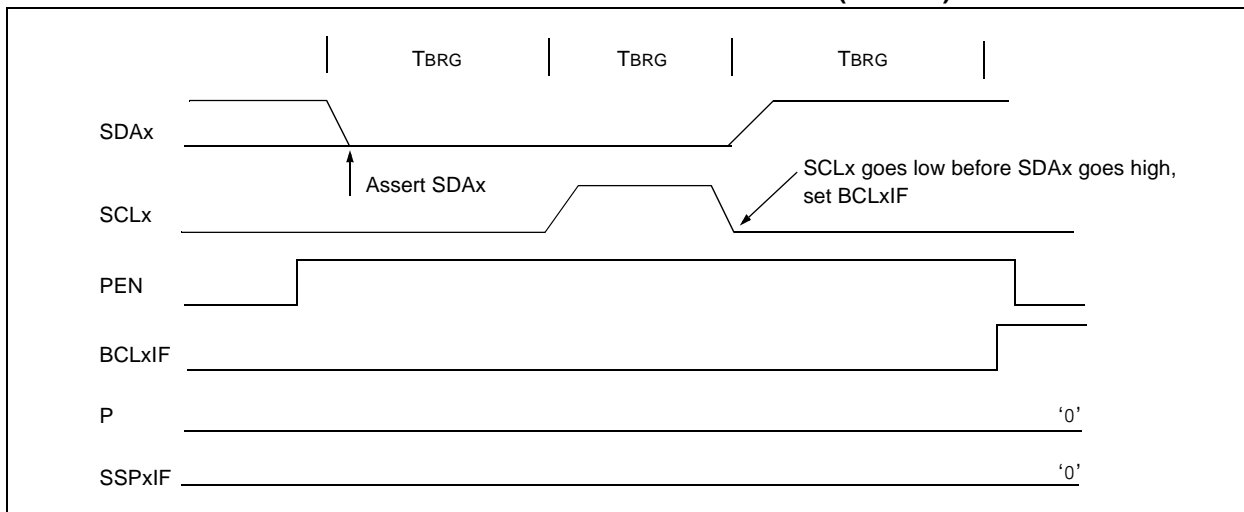 TBRG TBRG TBRG
SDAx
Assert SDAx
SCLx goes low before SDAx goes high,
set BCLxIF
SCLx
PEN
BCLxIF
P ‘0’
SSPxIF ‘0’